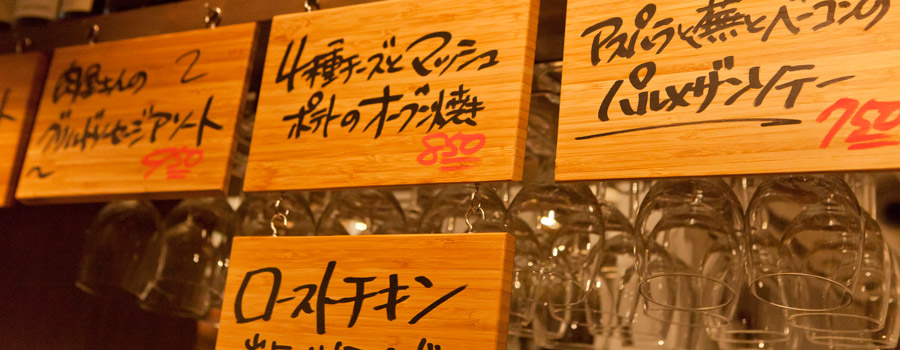 肉屋さんの
グリルドソーセージアソート
950
4種チーズとマッシュ
ポテトのオーブン焼き
850
アスパラと蕪とベーコンの
パルメザンソテー
750
ローストチキン